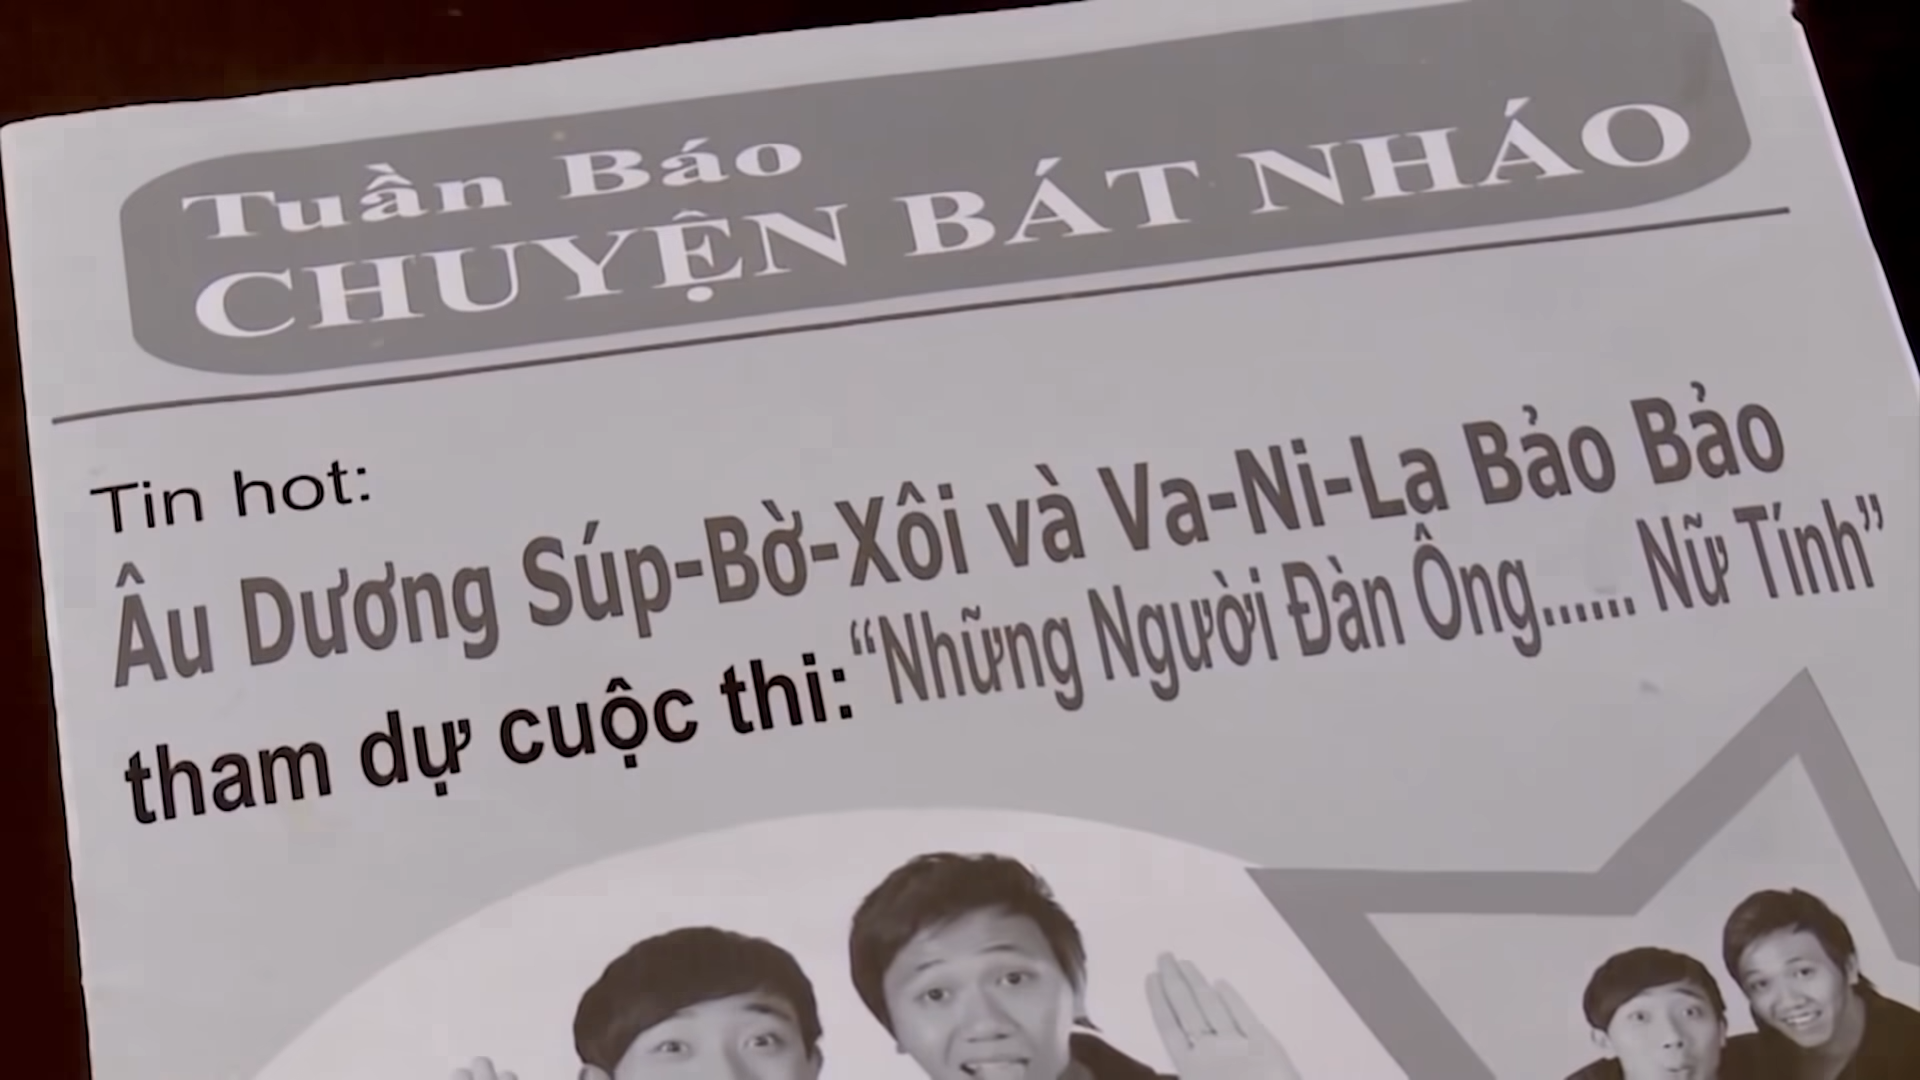 Tuần Báo
CHUYỆN BÁT NHÁO
Tin hot:
Âu Dương Súp-Bờ-Xôi và Va-Ni-La Bảo Bảo
tham dự cuộc thi: “Những Người Đàn Ông...... Nữ Tính”